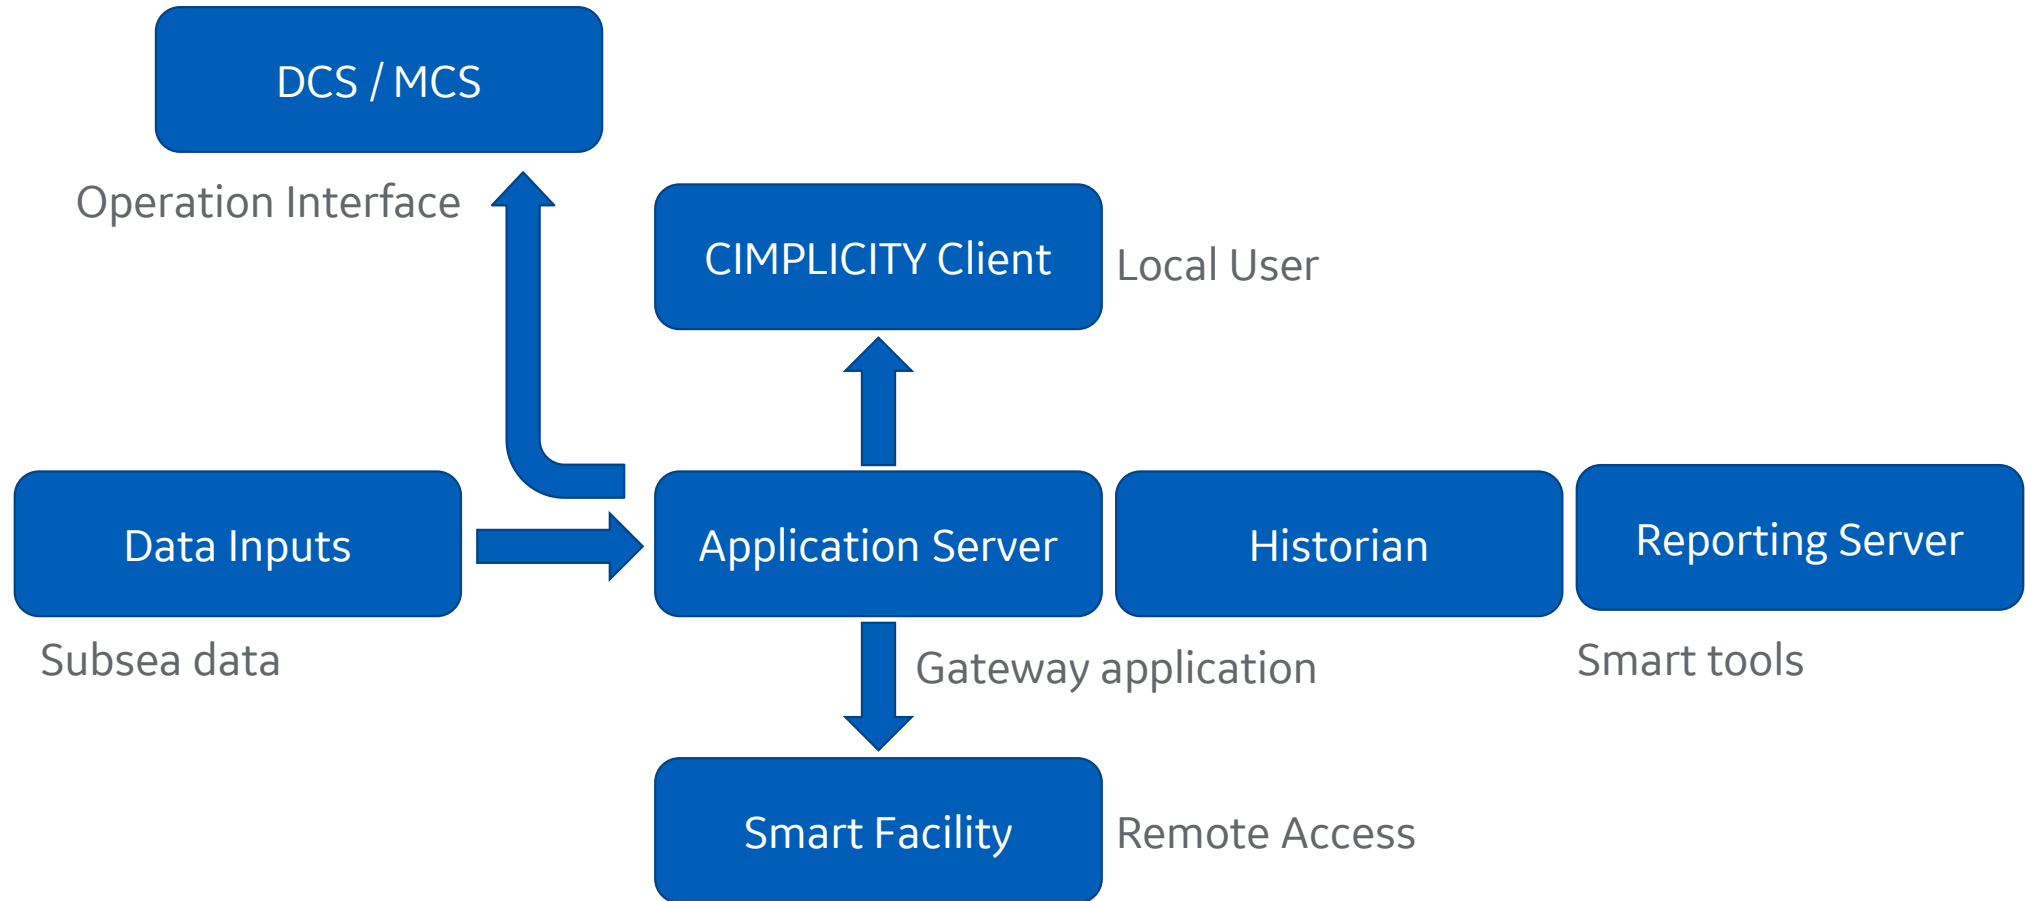 DCS / MCS
Operation Interface
CIMPLICITY Client
Local User
Data Inputs
Application Server
Historian
Reporting Server
Subsea data
Gateway application
Smart tools
Smart Facility
Remote Access